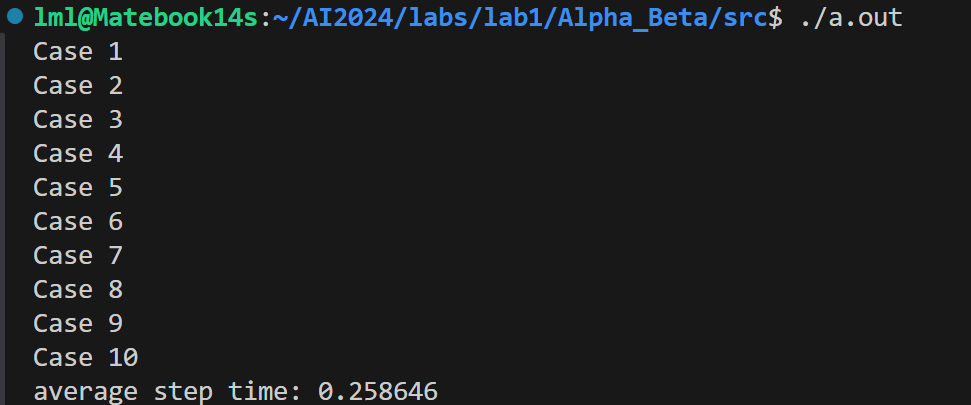 lml@Matebook14s:~/AI2024/labs/lab1/Alpha_Beta/src$ ./a.out
Case 1
Case 2
Case 3
Case 4
Case 5
Case 6
Case 7
Case 8
Case 9
Case 10
average step time: 0.258646